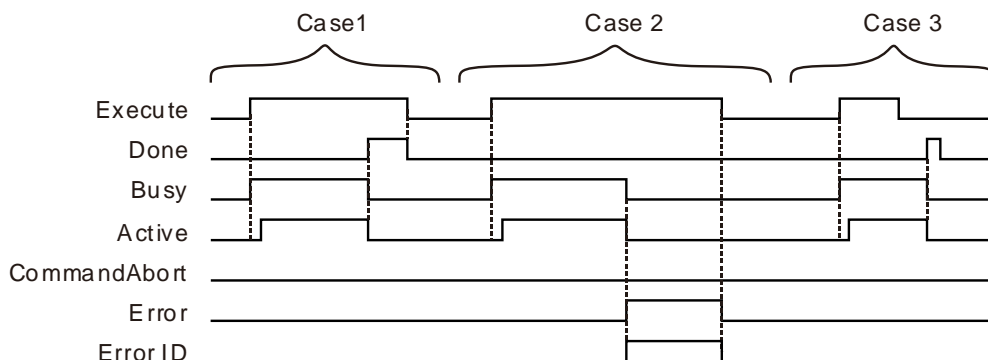 Case1 Case 2 Case 3
Execute
Done
Busy
Active
CommandAbort
Error
Error ID